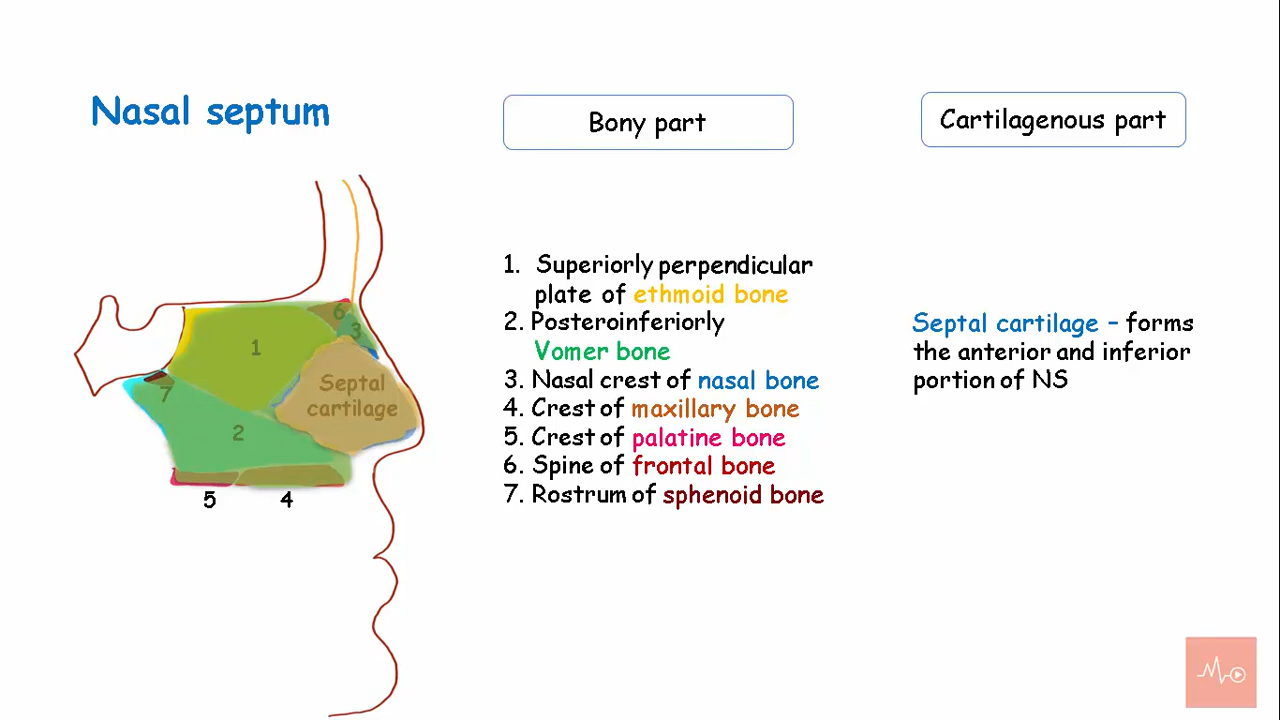 Nasal septum
Bony part
Cartilagenous part
1. Superiorly perpendicular
plate of ethmoid bone
2. Posteroinferiorly
Vomer bone
3. Nasal crest of nasal bone
4. Crest of maxillary bone
5. Crest of palatine bone
6. Spine of frontal bone
7. Rostrum of sphenoid bone
Septal cartilage – forms
the anterior and inferior
portion of NS
6
3
1
Septal
cartilage
7
2
5
4